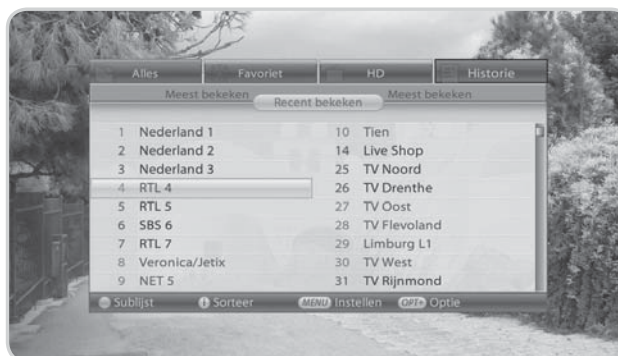 Alles Favoriet HD Historie
Meest bekeken Recent bekeken Meest bekeken
1 Nederland 1
2 Nederland 2
3 Nederland 3
4 RTL 4
5 RTL 5
6 SBS 6
7 RTL 7
8 Veronica/Jetix
9 NET 5
10 Tien
14 Live Shop
25 TV Noord
26 TV Drenthe
27 TV Oost
28 TV Flevoland
29 Limburg L1
30 TV West
31 TV Rijnmond
Sublijst i Sorteer MENU Instellen OPT+ Optie